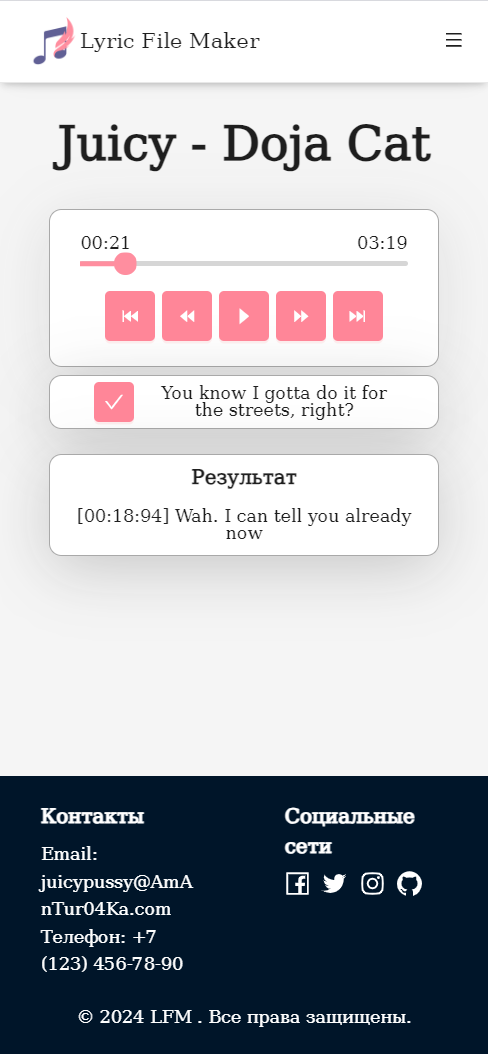 Lyric File Maker
Juicy - Doja Cat
00:21 03:19
You know I gotta do it for
the streets, right?
Результат
[00:18:94] Wah. I can tell you already
now
Контакты
Email:
juicypussy@AmA
nTur04Ka.com
Телефон: +7
(123) 456-78-90
Социальные
сети
© 2024 LFM . Все права защищены.